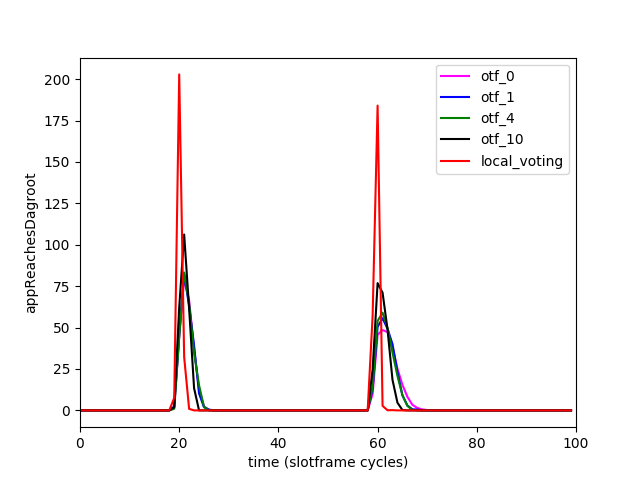 200
175
150
125
100
75
50
25
0
appReachesDagroot
otf_0
otf_1
otf_4
otf_10
local_voting
0 20 40 60 80 100
time (slotframe cycles)